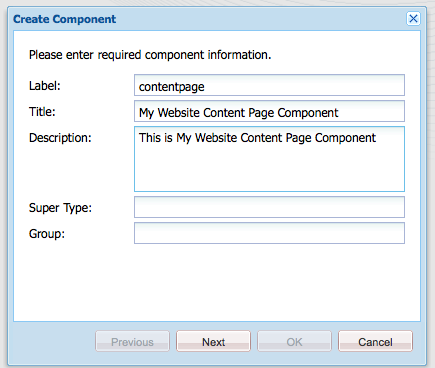 Create Component
Please enter required component information.
Label: contentpage
Title: My Website Content Page Component
Description: This is My Website Content Page Component
Super Type:
Group:
Previous Next OK Cancel